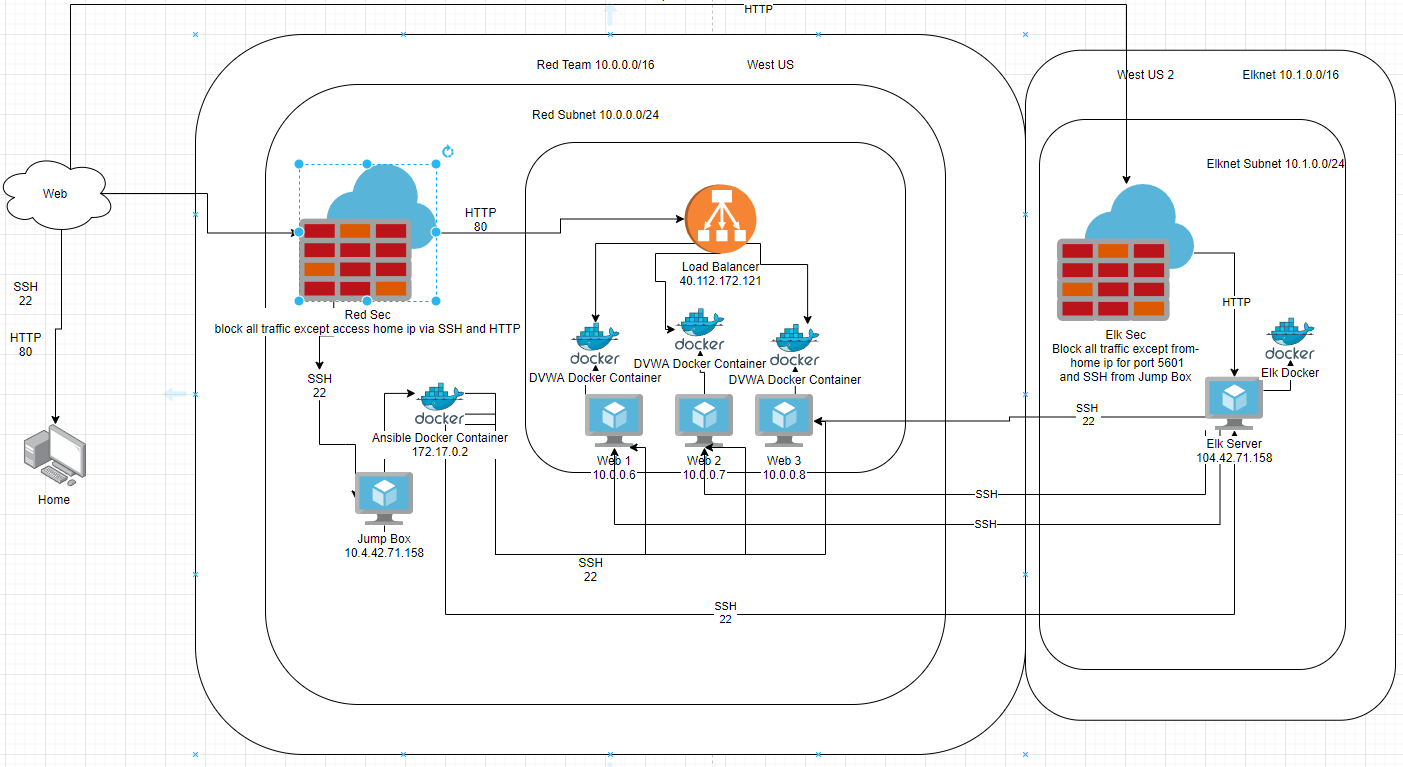 HTTP
Red Team 10.0.0.0/16
West US
West US 2
Elknet 10.1.0.0/16
Red Subnet 10.0.0.0/24
Elknet Subnet 10.1.0.0/24
Web
HTTP
80
Load Balancer
40.112.172.121
SSH
22
HTTP
80
Red Sec
block all traffic except access home ip via SSH and HTTP
HTTP
Elk Sec
Block all traffic except from
home ip for port 5601
and SSH from Jump Box
docker
docker
docker
DVWA Docker Container
DVWA Docker Container
DVWA Docker Container
docker
Elk Docker
SSH
22
docker
Ansible Docker Container
172.17.0.2
SSH
22
Web 1
10.0.0.6
Web 2
10.0.0.7
Web 3
10.0.0.8
Elk Server
104.42.71.158
Home
SSH
SSH
Jump Box
10.4.42.71.158
SSH
22
SSH
22